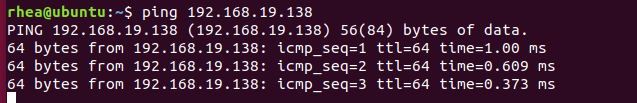 rhea@ubuntu:~$ ping 192.168.19.138
PING 192.168.19.138 (192.168.19.138) 56(84) bytes of data.
64 bytes from 192.168.19.138: icmp_seq=1 ttl=64 time=1.00 ms
64 bytes from 192.168.19.138: icmp_seq=2 ttl=64 time=0.609 ms
64 bytes from 192.168.19.138: icmp_seq=3 ttl=64 time=0.373 ms